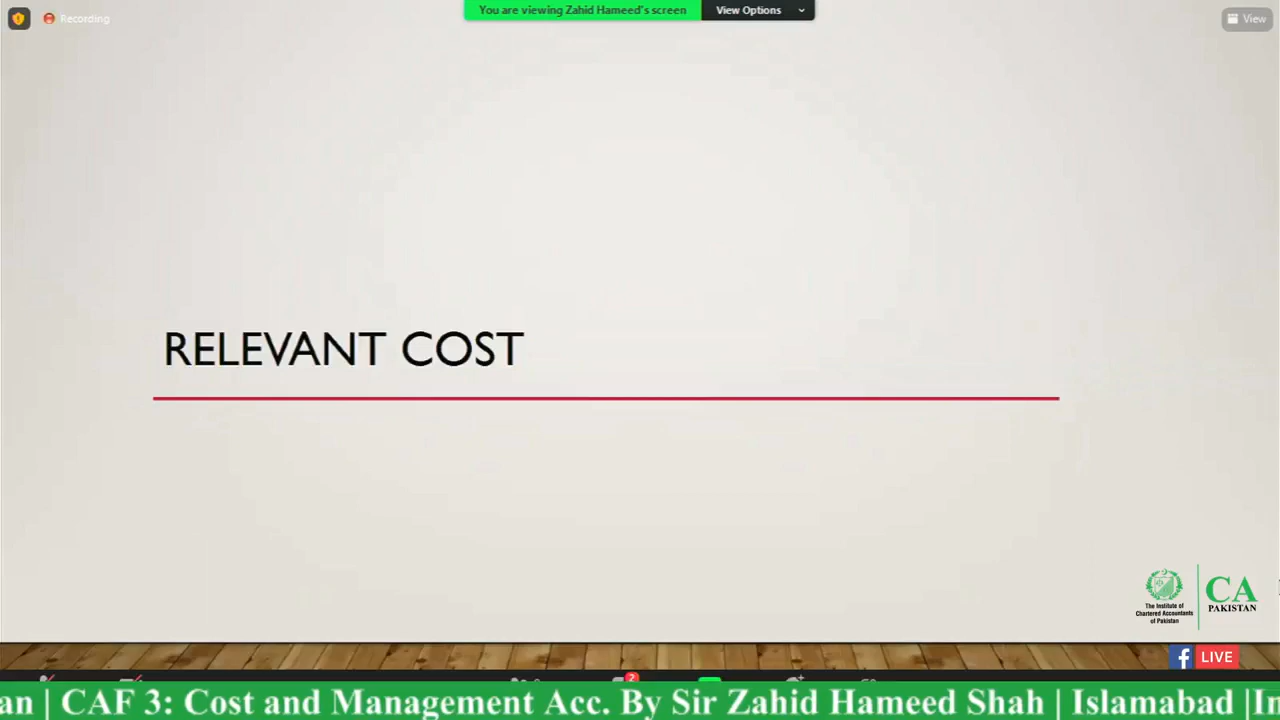 You are viewing Zahid Hameed's screen
View Options
Recording
View
RELEVANT COST
The Institute of
Chartered Accountants
of Pakistan
CA
PAKISTAN
LIVE
2
an | CAF 3: Cost and Management Acc. By Sir Zahid Hameed Shah | Islamabad |In